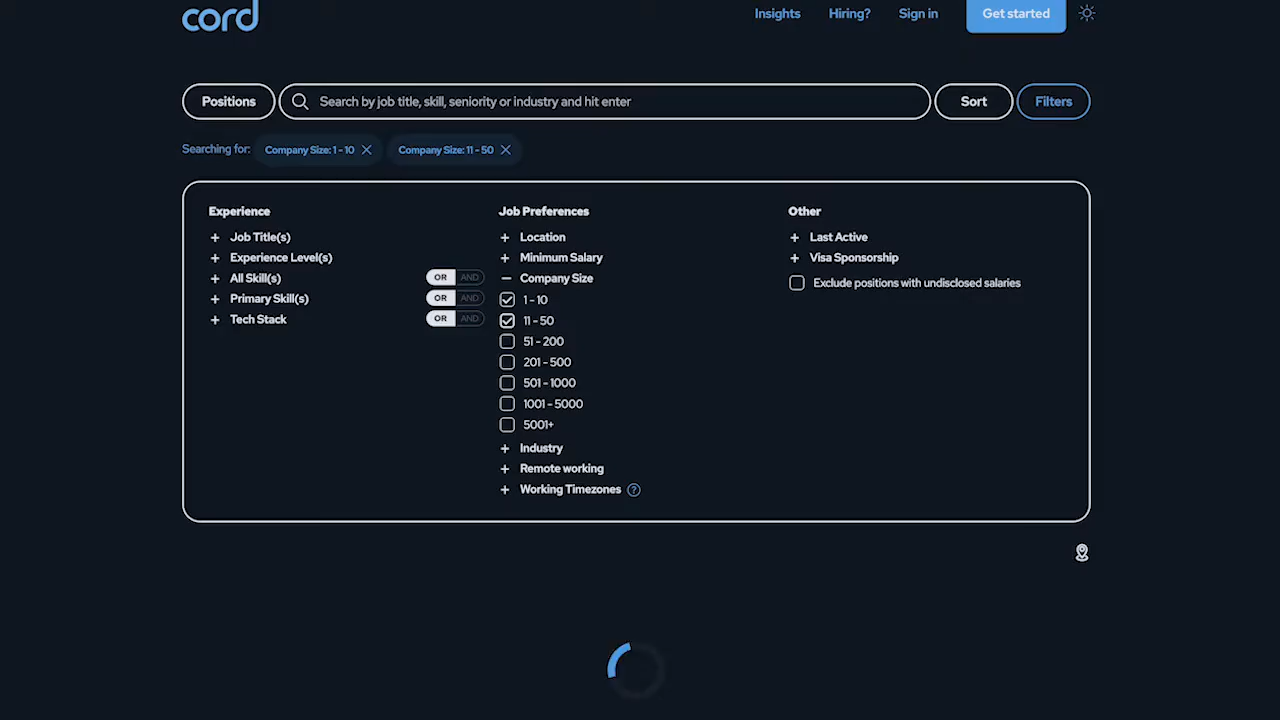 cord
Insights Hiring? Sign in Get started
Positions Search by job title, skill, seniority or industry and hit enter Sort Filters
Searching for: Company Size: 1 - 10 Company Size: 11 - 50
Experience
Job Title(s)
Experience Level(s)
All Skill(s) OR AND
Primary Skill(s) OR AND
Tech Stack OR AND
Job Preferences
Location
Minimum Salary
Company Size
1 - 10
11 - 50
51 - 200
201 - 500
501 - 1000
1001 - 5000
5001+
Industry
Remote working
Working Timezones ?
Other
Last Active
Visa Sponsorship
Exclude positions with undisclosed salaries